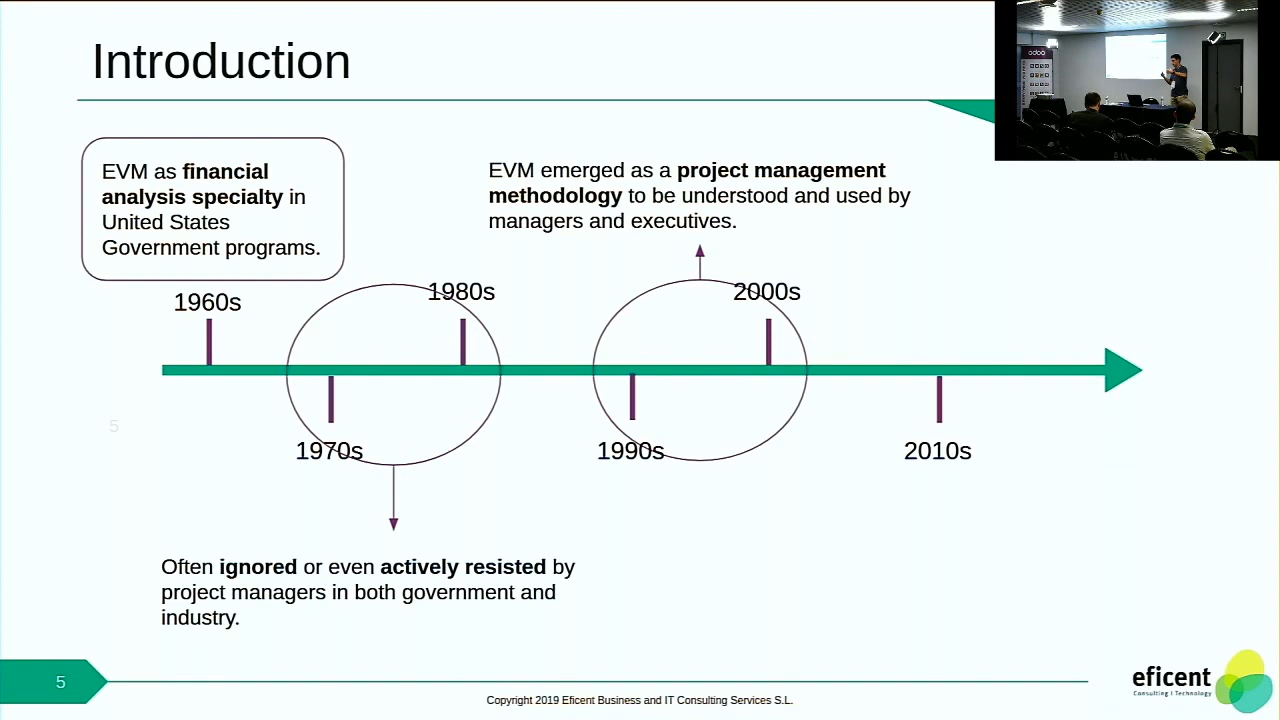 Introduction
odoo
EVM as financial
analysis specialty in
United States
Government programs.
EVM emerged as a project management
methodology to be understood and used by
managers and executives.
1960s
1980s
2000s
5
1970s
1990s
2010s
Often ignored or even actively resisted by
project managers in both government and
industry.
5
Copyright 2019 Eficent Business and IT Consulting Services S.L.
eficent
Consulting | Technology